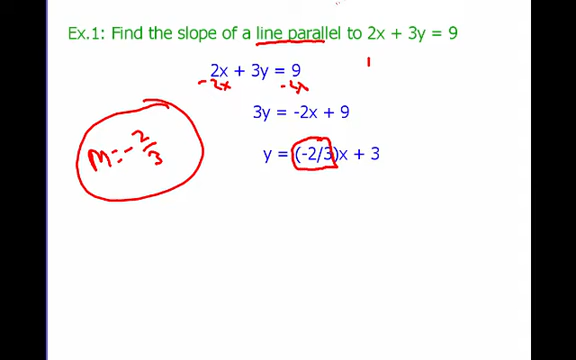 Ex.1: Find the slope of a line parallel to 2x + 3y = 9
2x + 3y = 9
-2x -2x
3y = -2x + 9
y = (-2/3)x + 3
m = -2/3